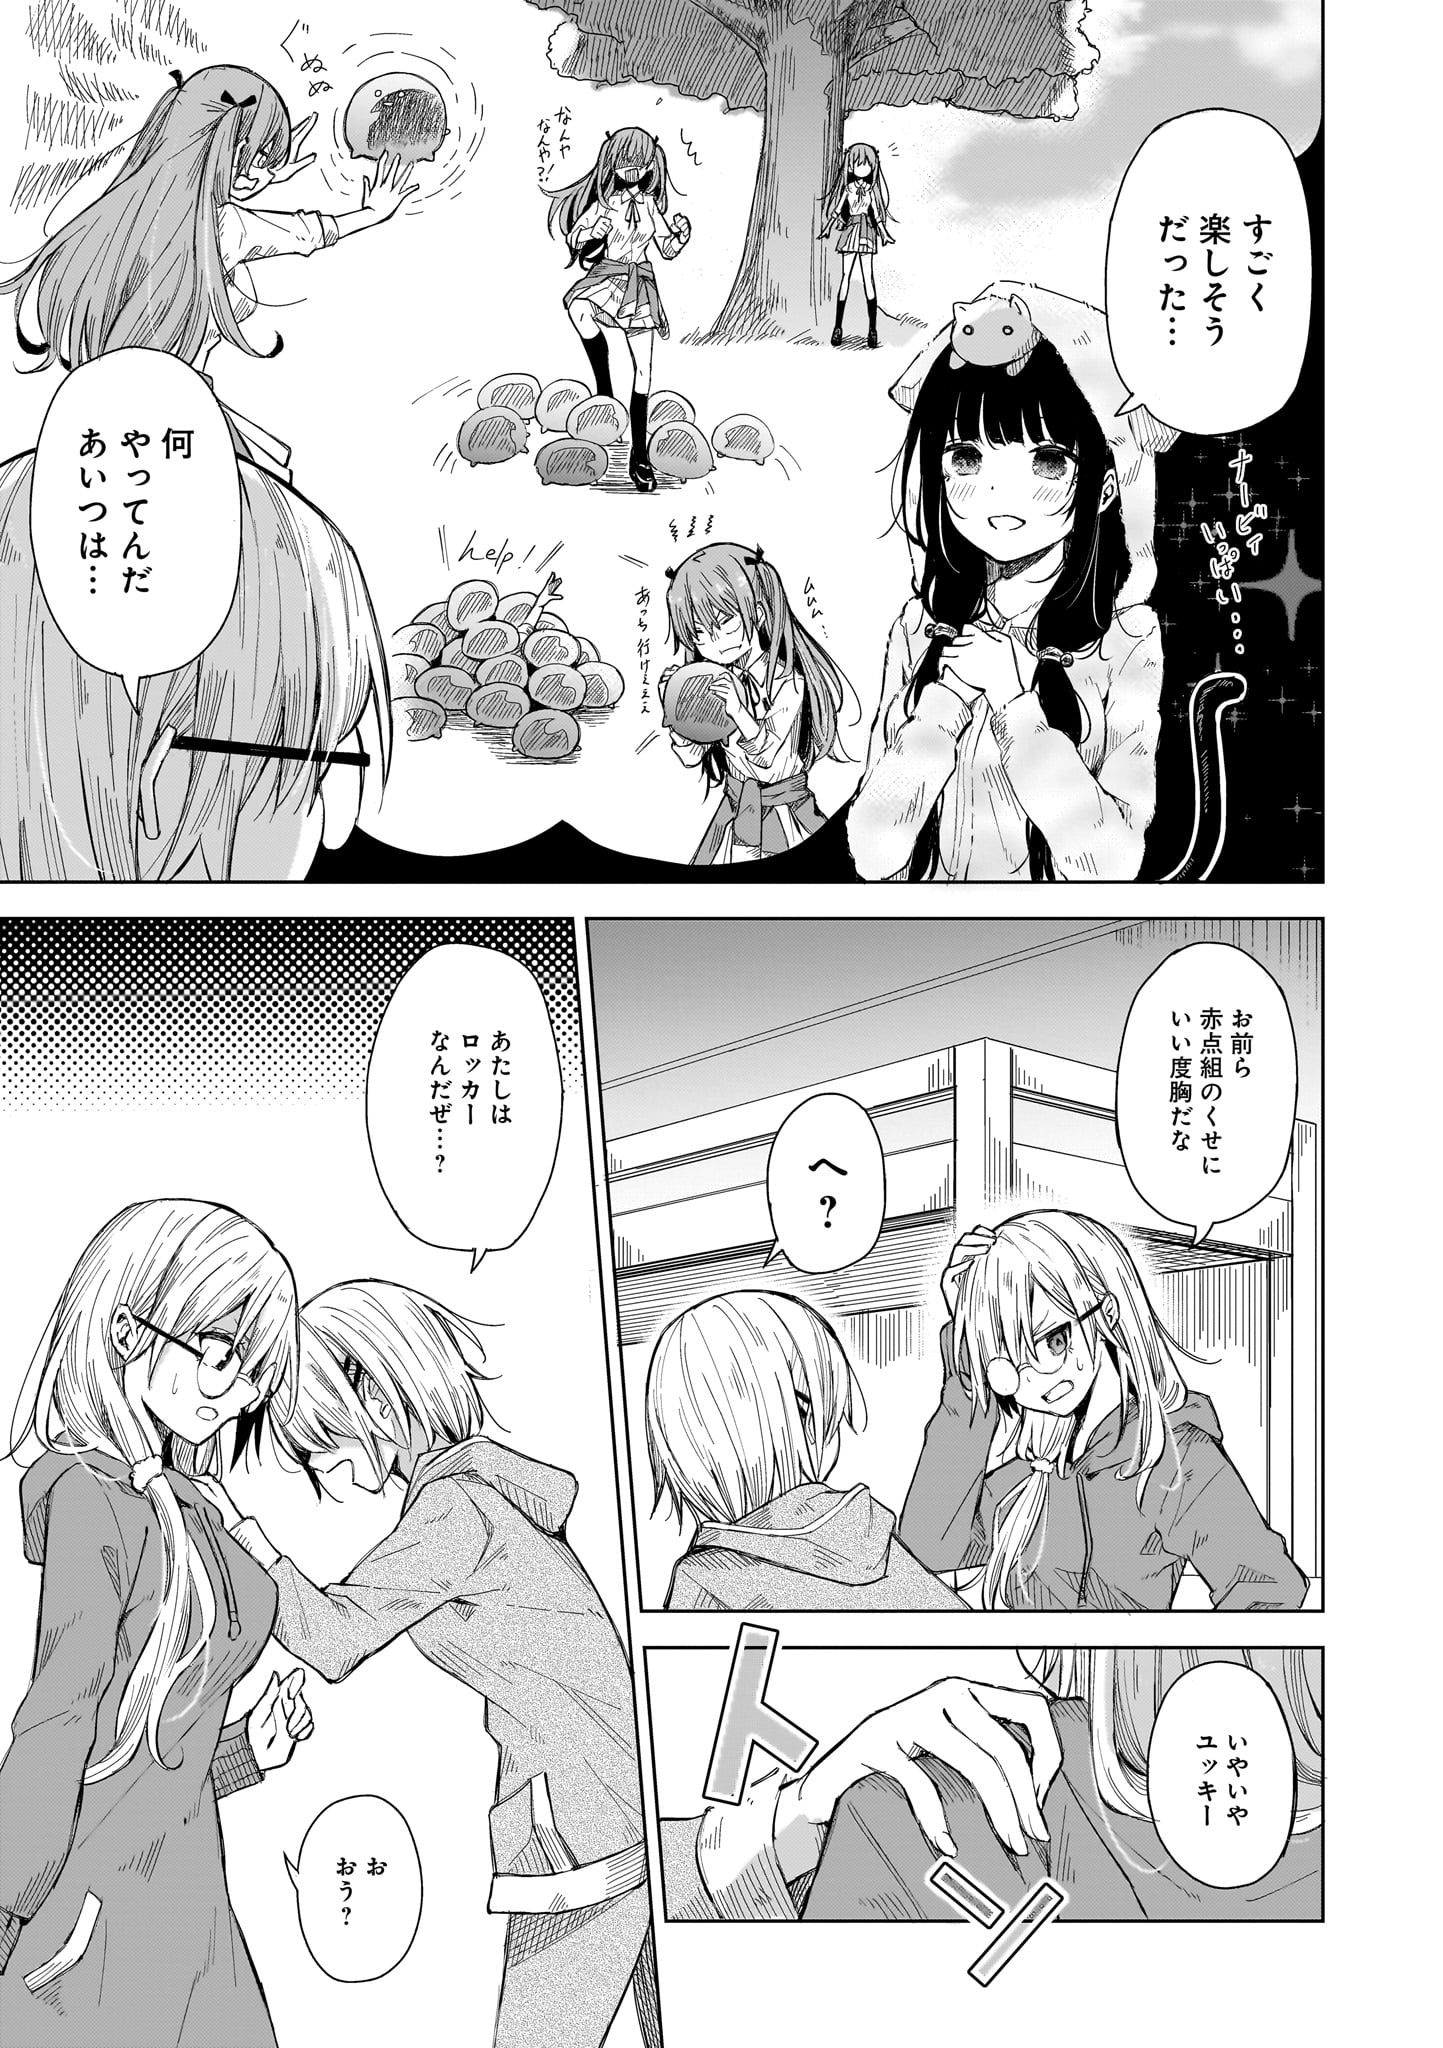 すごく
楽しそう
だった…
ナービィ
いっぱい…‥
なんや
なんや?!
ぐぬぬ
help!
ムムム…
あっち行けェェェ
何
やってんだ
あいつは…
お前ら
赤点組のくせに
いい度胸だな
へ?
いやいや
ユッキー
トン
あたしは
ロッカー
なんだぜ…?
お
おう?